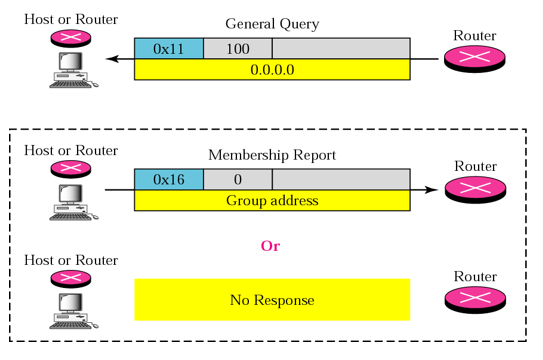 General Query
Host or Router
Router
0x11 100
0.0.0.0
Host or Router
Membership Report
Router
0x16 0
Group address
Or
Host or Router
Router
No Response